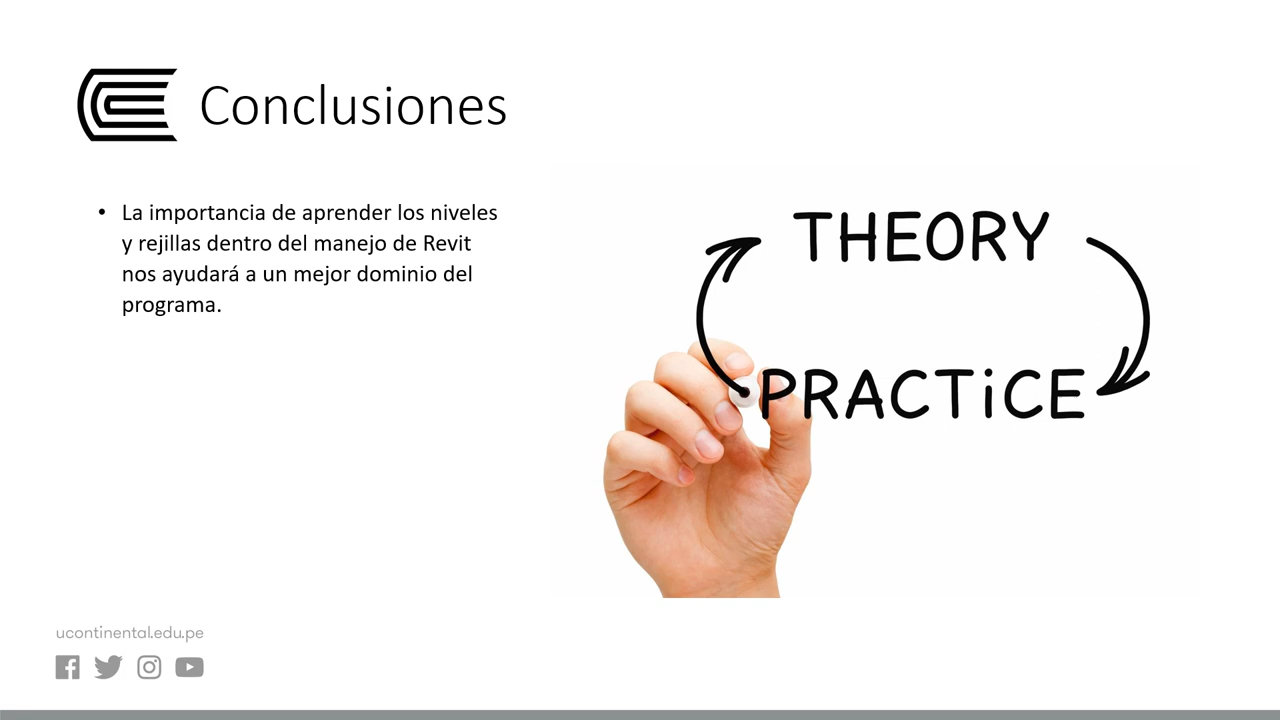 Conclusiones
• La importancia de aprender los niveles
y rejillas dentro del manejo de Revit
nos ayudará a un mejor dominio del
programa.
THEORY
PRACTiCE
ucontinental.edu.pe